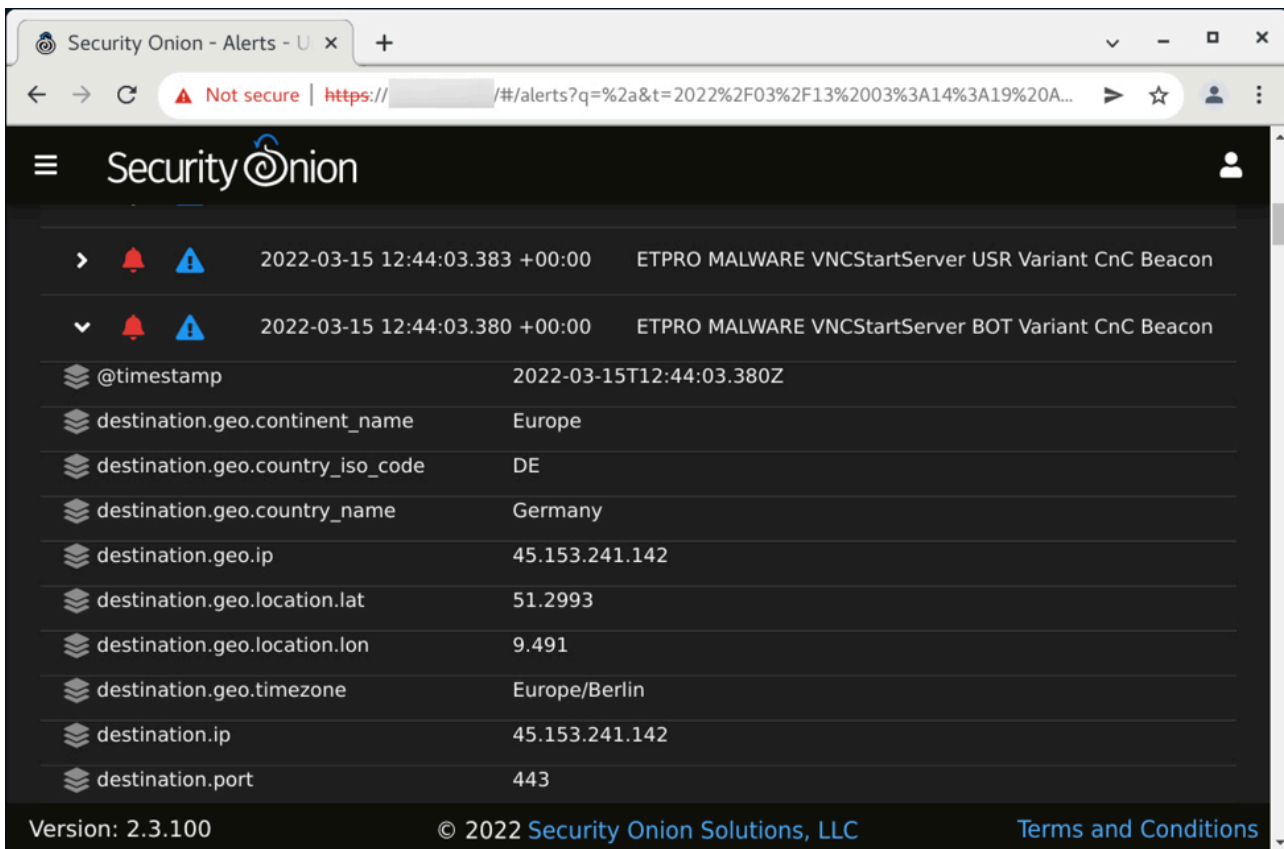 Security Onion - Alerts - U
Not secure | https:// /#/alerts?q=%2a&t=2022%2F03%2F13%2003%3A14%3A19%20A...
Security Onion
2022-03-15 12:44:03.383 +00:00 ETPRO MALWARE VNCStartServer USR Variant CnC Beacon
2022-03-15 12:44:03.380 +00:00 ETPRO MALWARE VNCStartServer BOT Variant CnC Beacon
@timestamp 2022-03-15T12:44:03.380Z
destination.geo.continent_name Europe
destination.geo.country_iso_code DE
destination.geo.country_name Germany
destination.geo.ip 45.153.241.142
destination.geo.location.lat 51.2993
destination.geo.location.lon 9.491
destination.geo.timezone Europe/Berlin
destination.ip 45.153.241.142
destination.port 443
Version: 2.3.100 © 2022 Security Onion Solutions, LLC Terms and Conditions